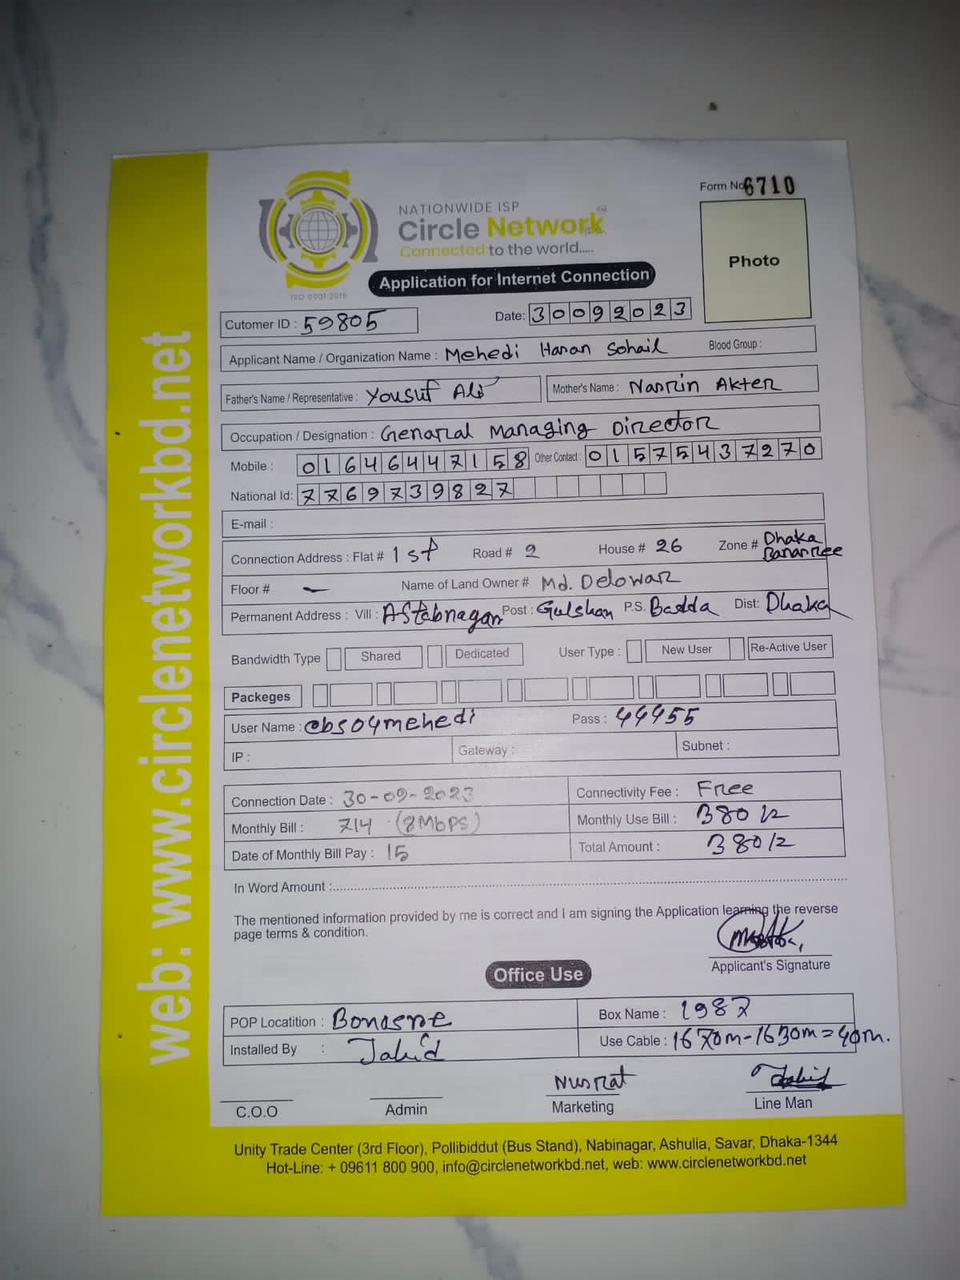 Form No 6710
NATIONWIDE ISP
Circle Network
Connected to the world.....
ISO 9001:2015
Photo
Application for Internet Connection
Cutomer ID : 59805
Date: 30092023
Applicant Name / Organization Name : Mehedi Hasan Sohail Blood Group :
Father's Name / Representative : Yousuf Ali Mother's Name : Nasrin Akter
Occupation / Designation : Genarial Managing Director
Mobile : 01646447158 Other Contact : 01575437270
National Id: 7769739827
E-mail :
Connection Address : Flat # 1st Road # 2 House # 26 Zone # Dhaka
Floor # — Name of Land Owner # Md. Delowar
Permanent Address : Vill : Aftabnagar Post : Gulshan P.S. Badda Dist: Dhaka
Bandwidth Type Shared Dedicated User Type : New User Re-Active User
Packeges
User Name : cbs04mehedi Pass : 44455
IP : Gateway : Subnet :
Connection Date : 30-09-2023 Connectivity Fee : Free
Monthly Bill : 714 (8Mbps) Monthly Use Bill : 380/-
Date of Monthly Bill Pay : 15 Total Amount : 380/-
In Word Amount :
The mentioned information provided by me is correct and I am signing the Application learning the reverse
page terms & condition.
Applicant's Signature
Office Use
POP Locatition : Box Name : 1987
Installed By : Jahid Use Cable : 1670m-1630m=40m.
Nusrat
C.O.O Admin Marketing Line Man
Unity Trade Center (3rd Floor), Pollibiddut (Bus Stand), Nabinagar, Ashulia, Savar, Dhaka-1344
Hot-Line: + 09611 800 900, info@circlenetworkbd.net, web: www.circlenetworkbd.net
web: www.circlenetworkbd.net